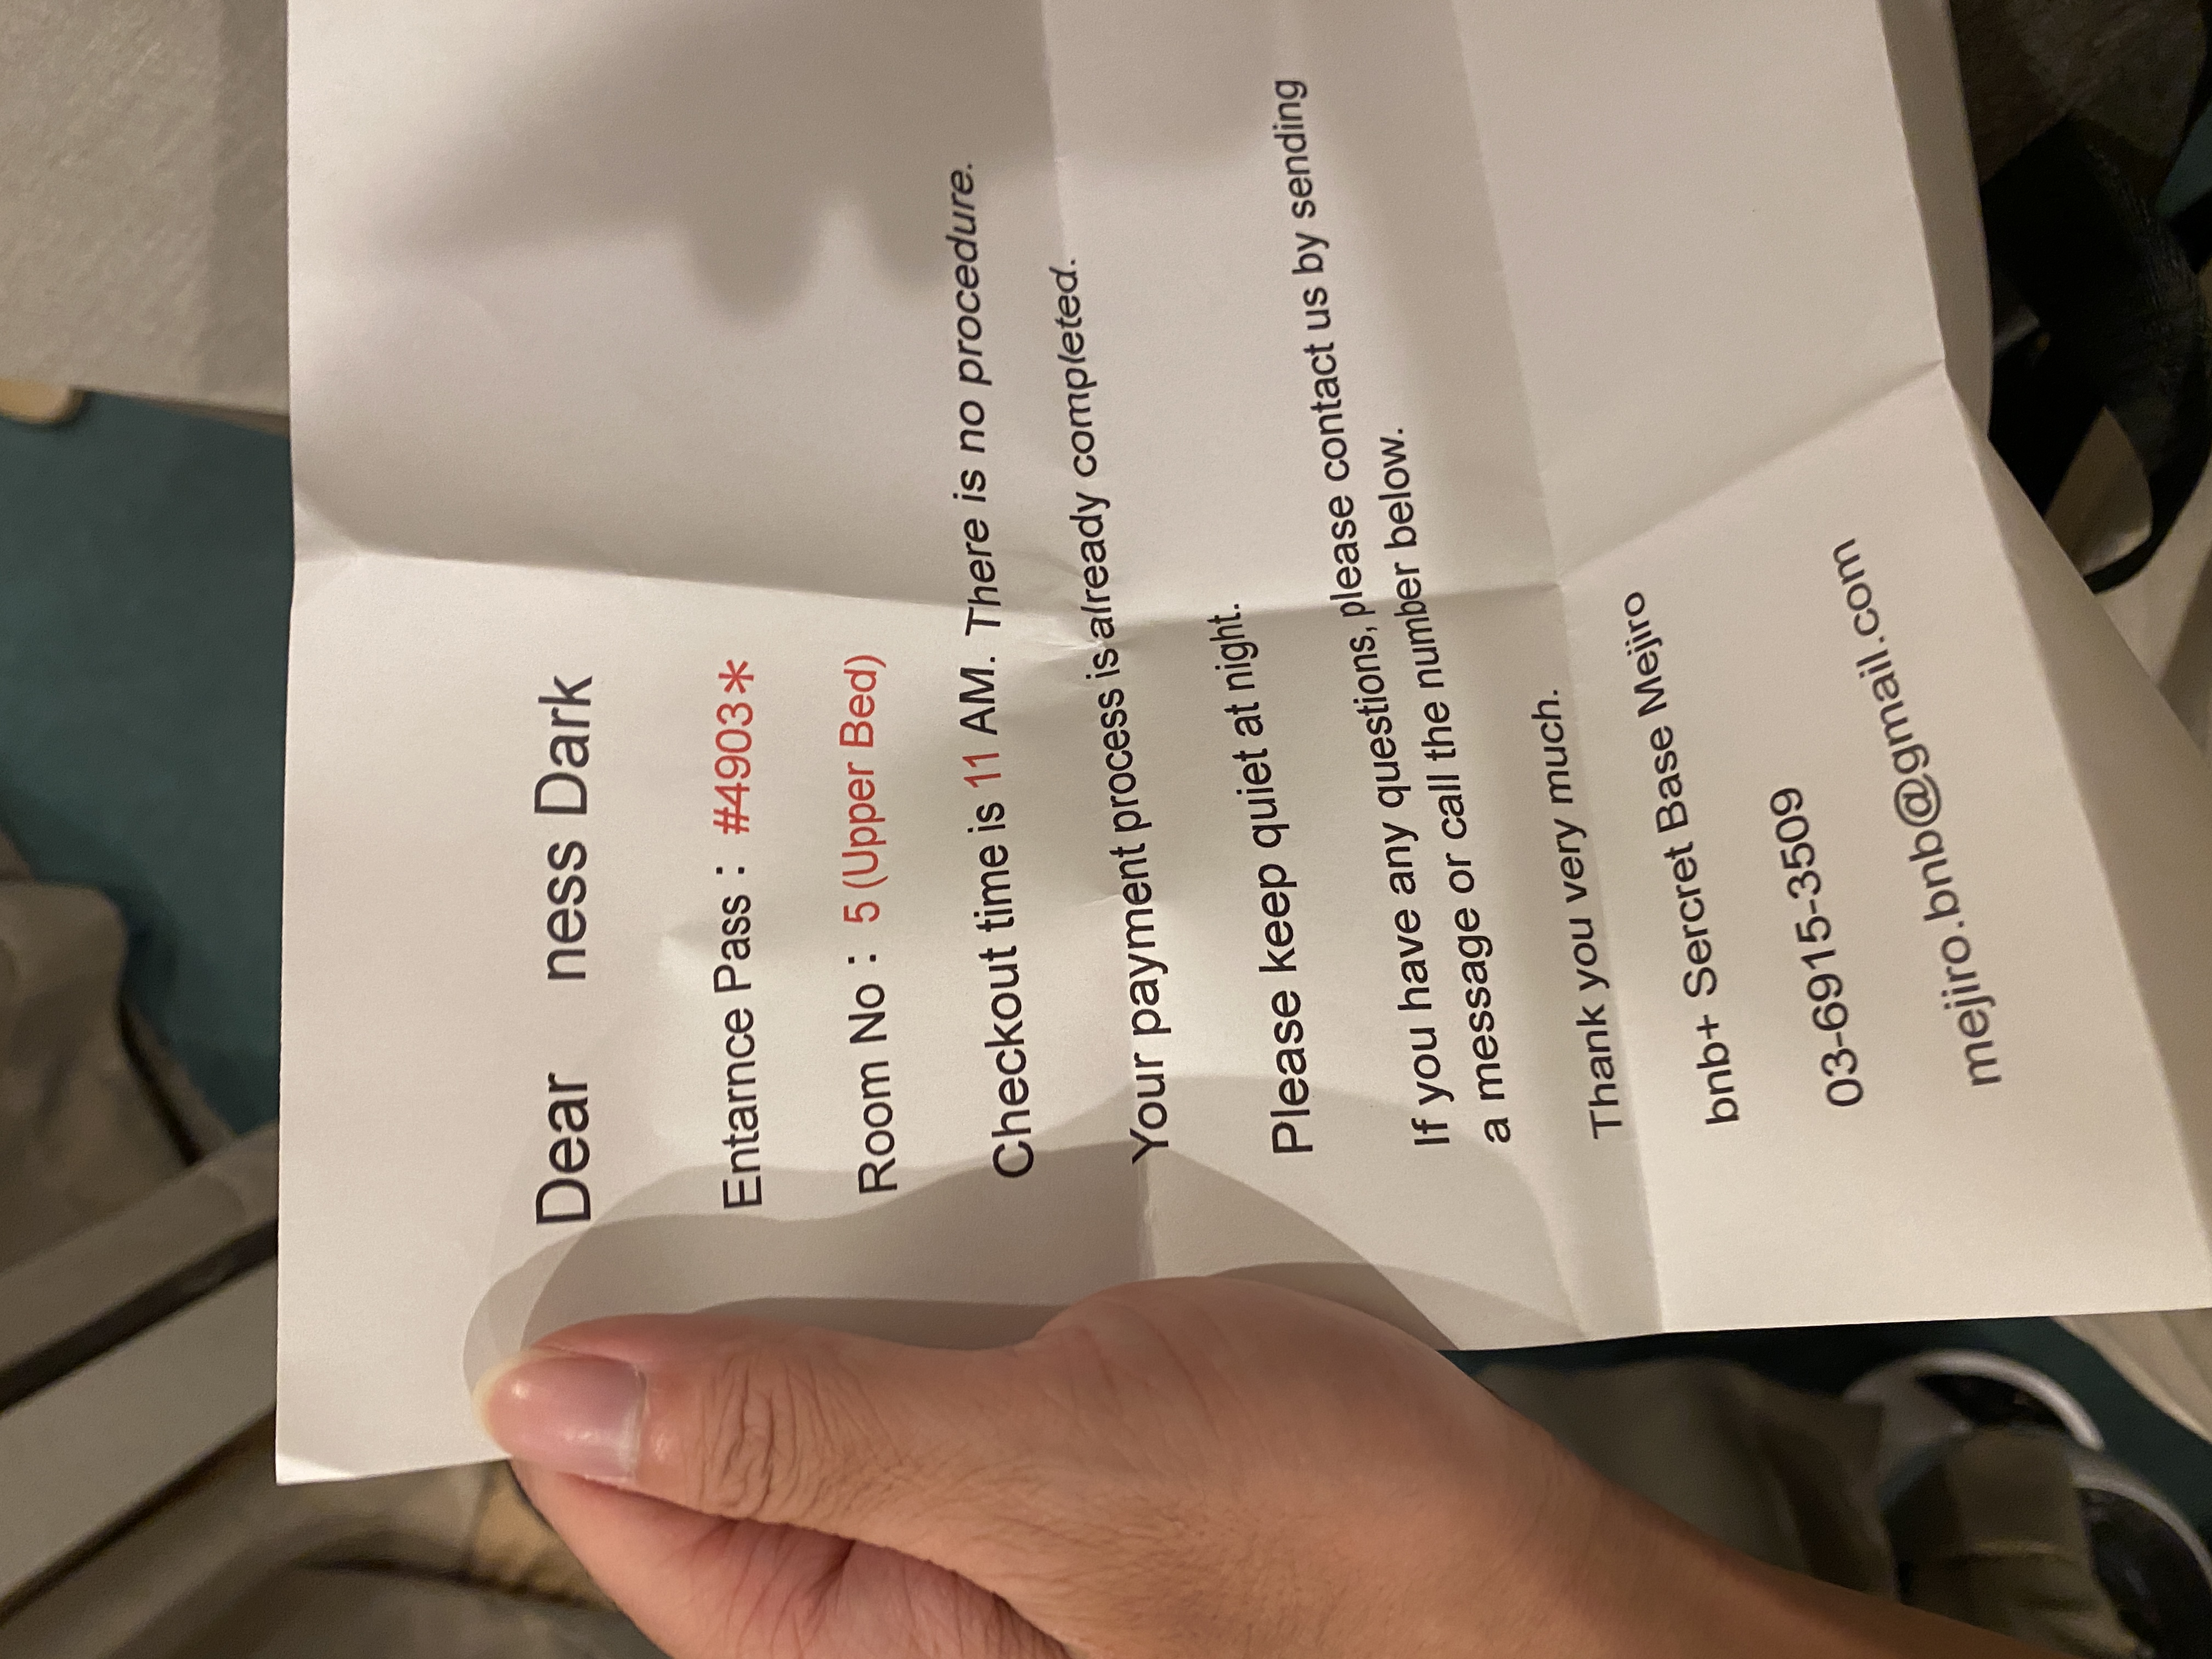 Dear ness Dark
Entarnce Pass： #4903＊
Room No： 5 (Upper Bed)
Checkout time is 11 AM. There is no procedure.
Your payment process is already completed.
Please keep quiet at night.
If you have any questions, please contact us by sending
a message or call the number below.
Thank you very much.
bnb+ Sercret Base Mejiro
03-6915-3509
mejiro.bnb@gmail.com